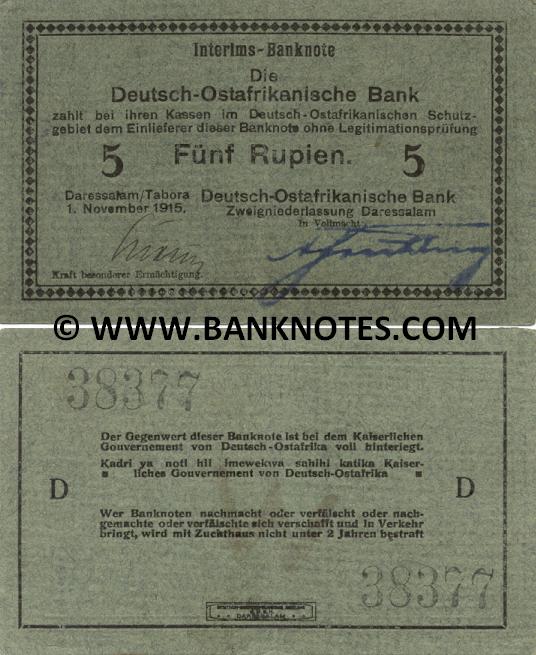 Interims-Banknote
Die
Deutsch-Ostafrikanische Bank
zahlt bei ihren Kassen im Deutsch-Ostafrikanischen Schutz-
gebiet dem Einlieferer dieser Banknote ohne Legitimationsprüfung
5 Fünf Rupien. 5
Daressalam/Tabora Deutsch-Ostafrikanische Bank
1. November 1915. Zweigniederlassung Daressalam
In Vollmacht:
Kraft besonderer Ermächtigung.
© WWW.BANKNOTES.COM
38377
Der Gegenwert dieser Banknote ist bei dem Kaiserlichen
Gouvernement von Deutsch-Ostafrika voll hinterlegt.
Kadri ya noti hii imewekwa sahihi katika Kaiser-
liches Gouvernement von Deutsch-Ostafrika
D D
Wer Banknoten nachmacht oder verfälscht oder nach-
gemachte oder verfälschte sich verschafft und in Verkehr
bringt, wird mit Zuchthaus nicht unter 2 Jahren bestraft
38377
DARESSALAM